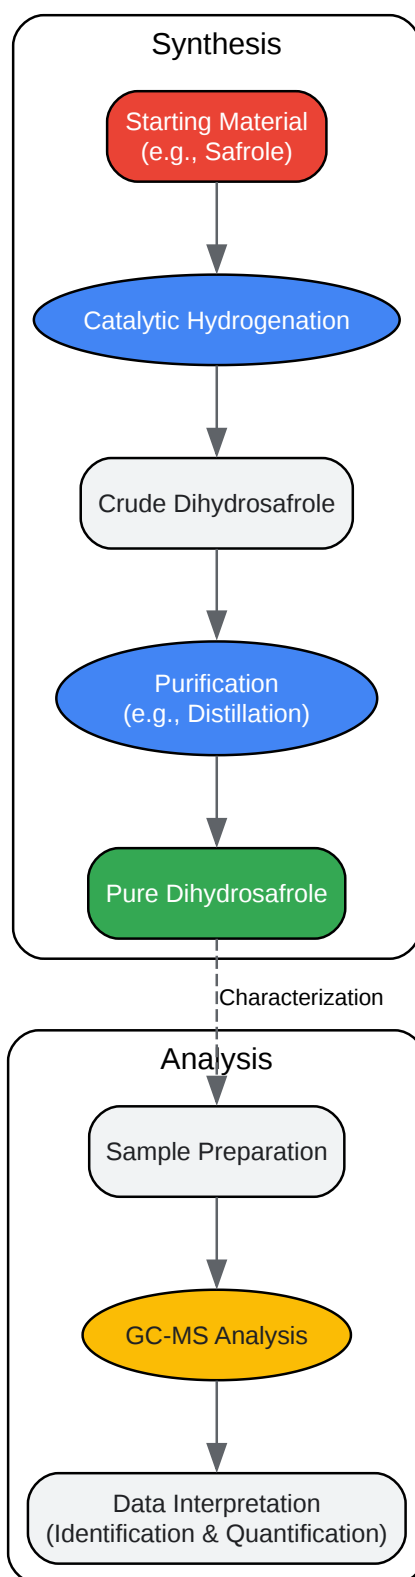 Synthesis
Starting Material
(e.g., Safrole)
Catalytic Hydrogenation
Crude Dihydrosafrole
Purification
(e.g., Distillation)
Pure Dihydrosafrole
Characterization
Analysis
Sample Preparation
GC-MS Analysis
Data Interpretation
(Identification & Quantification)